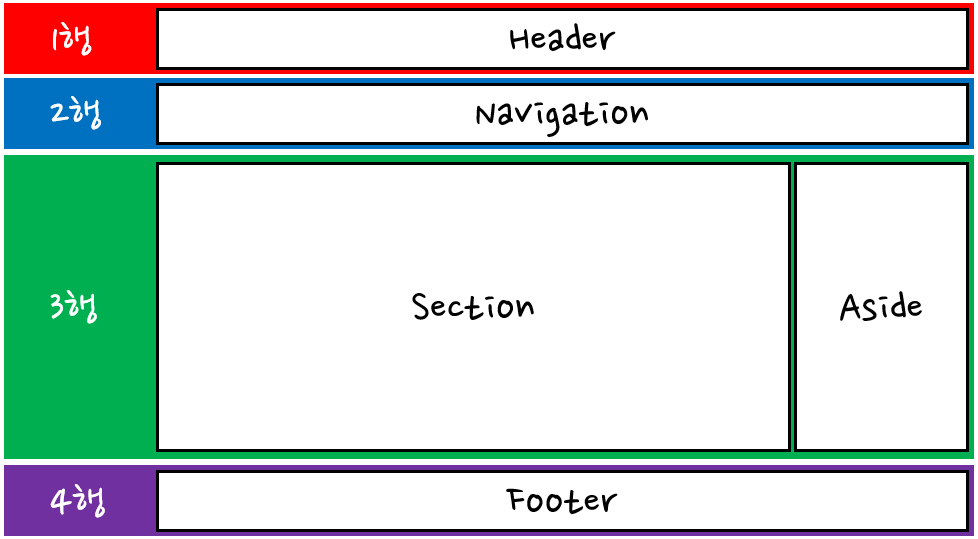 1행 Header
2행 Navigation
3행 Section Aside
4행 Footer